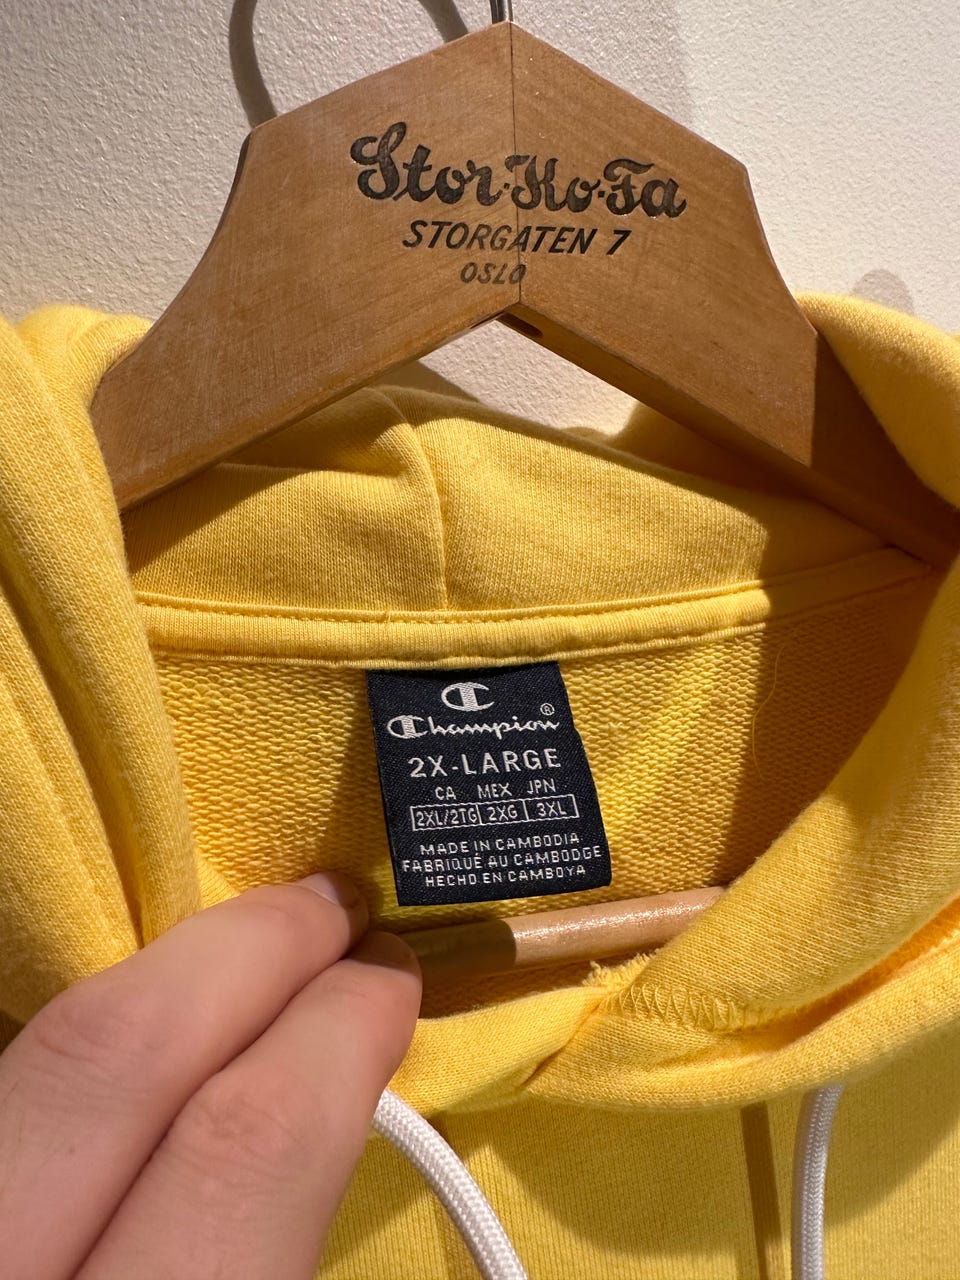 Stor·Ko·Fa
STORGATEN 7
OSLO
Champion®
2X-LARGE
CA MEX JPN
2XL/2TG 2XG 3XL
MADE IN CAMBODIA
FABRIQUÉ AU CAMBODGE
HECHO EN CAMBOYA